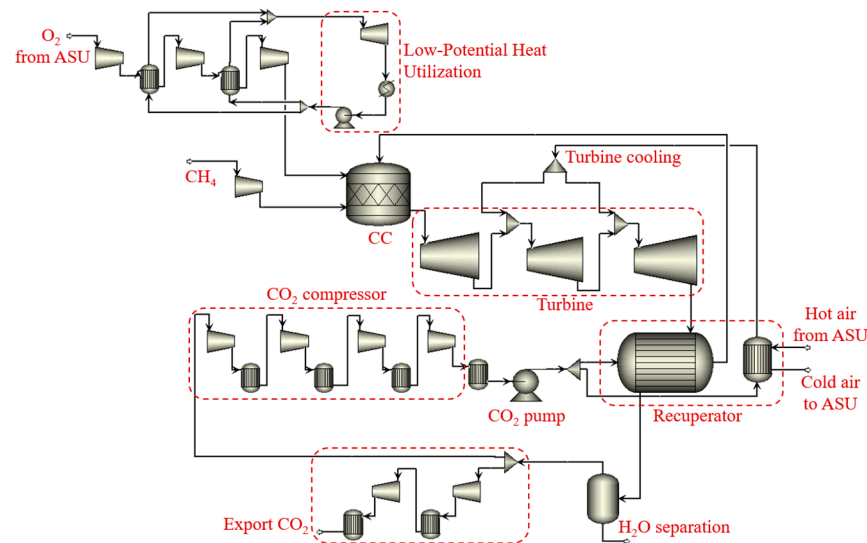 O2
from ASU
Low-Potential Heat
Utilization
Turbine cooling
CH4
CC
Turbine
CO2 compressor
Hot air
from ASU
Cold air
to ASU
CO2 pump
Recuperator
Export CO2
H2O separation